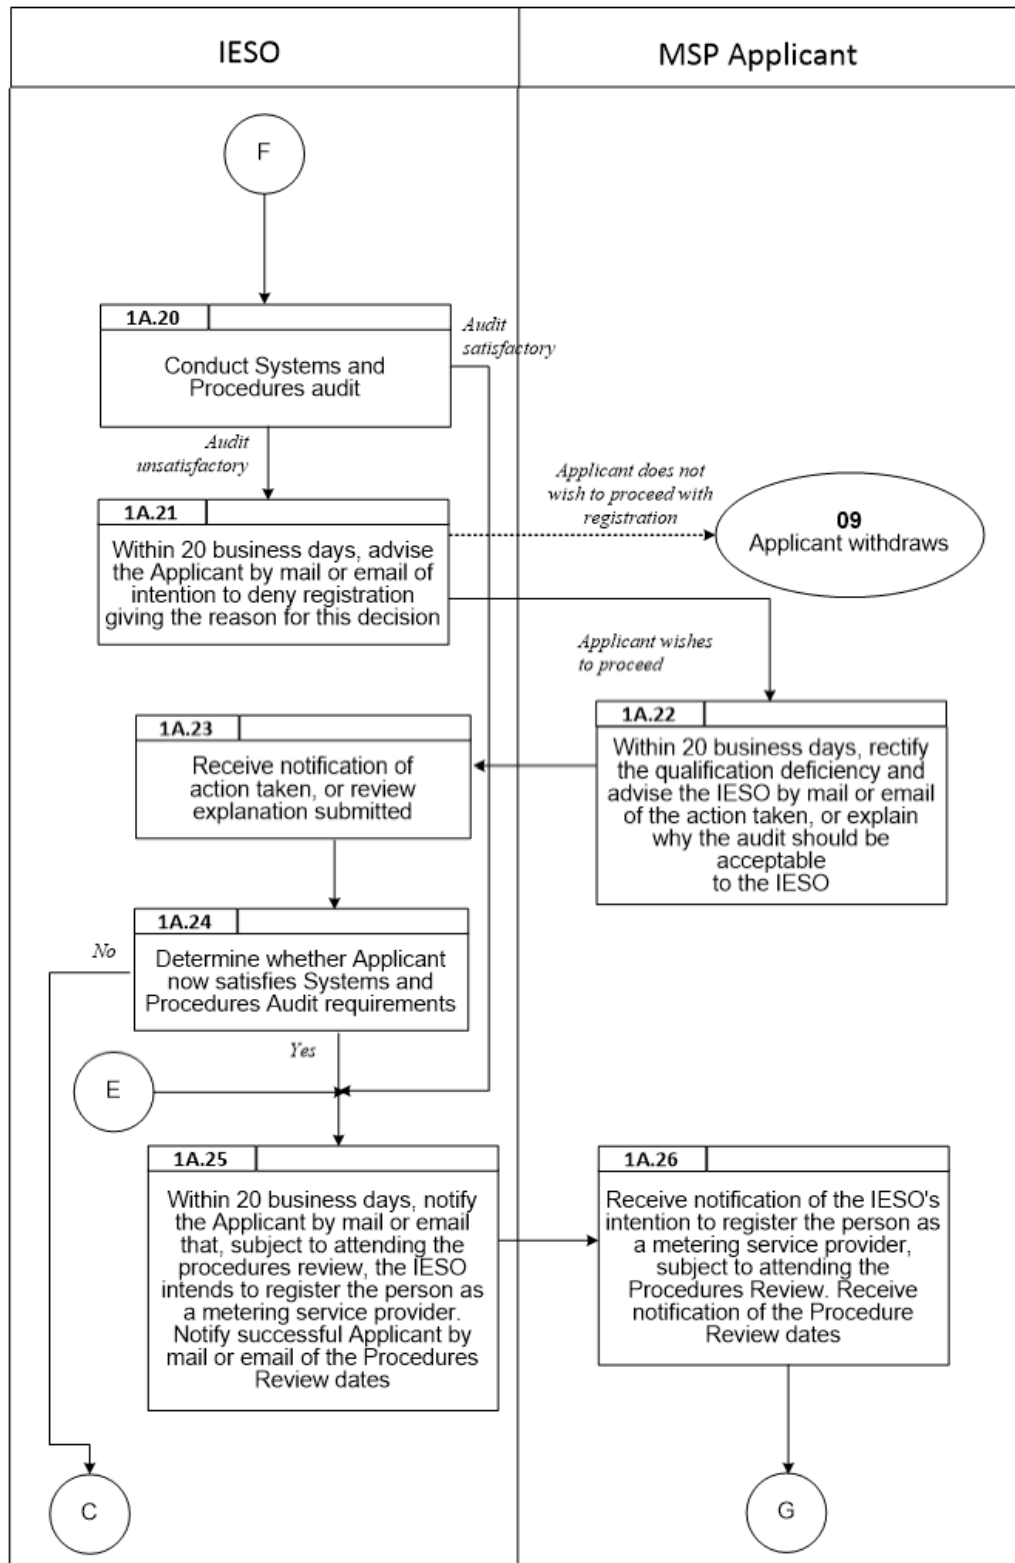 IESO
MSP Applicant
F
1A.20
Conduct Systems and
Procedures audit
Audit
satisfactory
Audit
unsatisfactory
1A.21
Within 20 business days, advise
the Applicant by mail or email of
intention to deny registration
giving the reason for this decision
Applicant does not
wish to proceed with
registration
09
Applicant withdraws
Applicant wishes
to proceed
1A.22
Within 20 business days, rectify
the qualification deficiency and
advise the IESO by mail or email
of the action taken, or explain
why the audit should be
acceptable
to the IESO
1A.23
Receive notification of
action taken, or review
explanation submitted
1A.24
Determine whether Applicant
now satisfies Systems and
Procedures Audit requirements
No
Yes
E
1A.25
Within 20 business days, notify
the Applicant by mail or email
that, subject to attending the
procedures review, the IESO
intends to register the person as
a metering service provider.
Notify successful Applicant by
mail or email of the Procedures
Review dates
1A.26
Receive notification of the IESO's
intention to register the person as
a metering service provider,
subject to attending the
Procedures Review. Receive
notification of the Procedure
Review dates
C
G